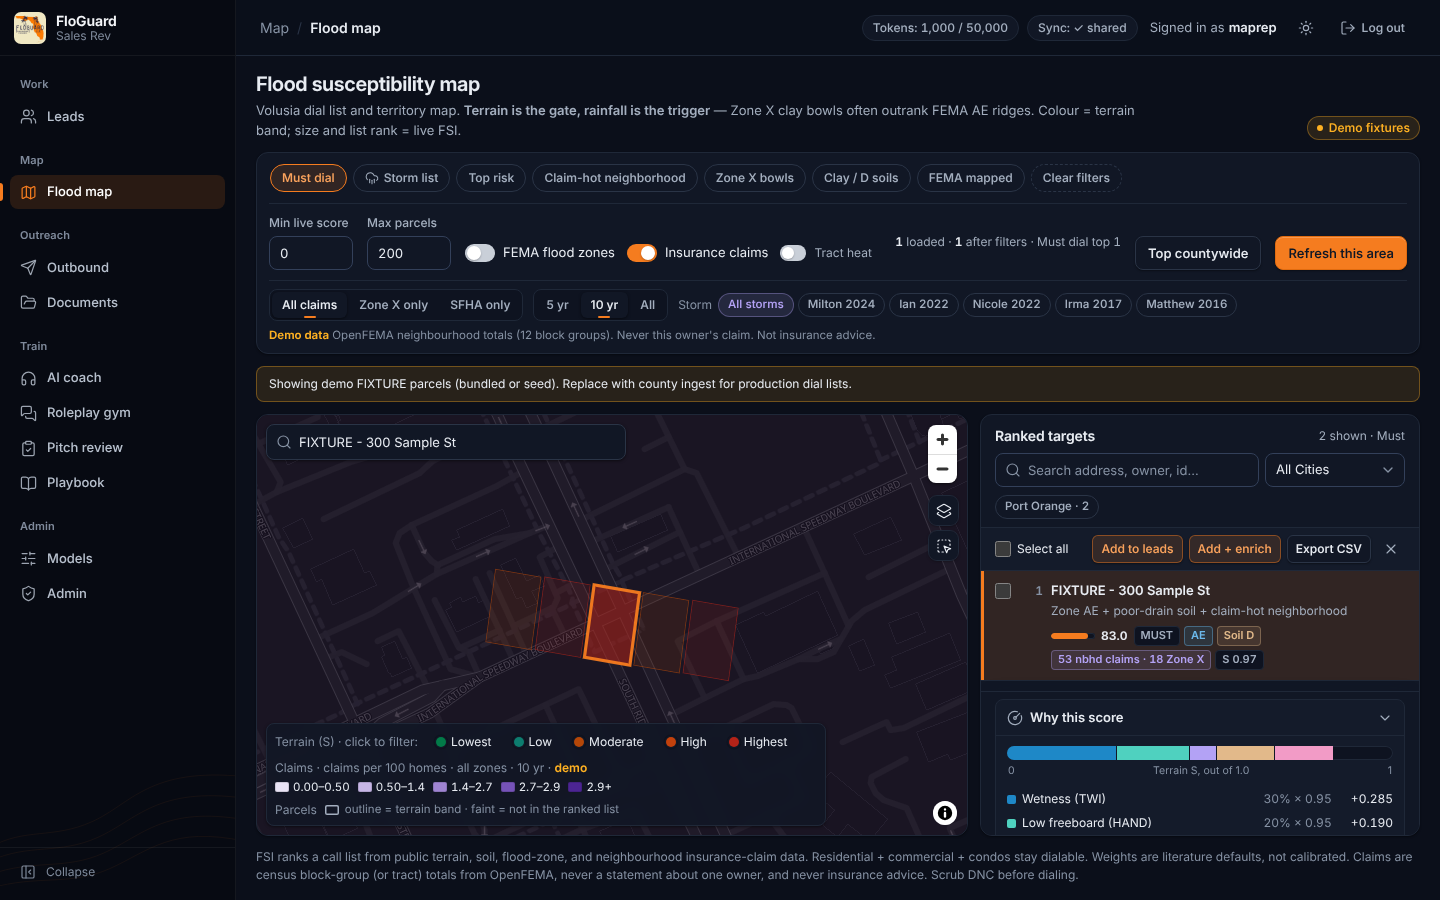 FloGuard
Sales Rev
Map / Flood map
Tokens: 1,000 / 50,000
Sync: ✓ shared
Signed in as maprep
Log out
Work
Leads
Map
Flood map
Outreach
Outbound
Documents
Train
AI coach
Roleplay gym
Pitch review
Playbook
Admin
Models
Admin
Collapse
Flood susceptibility map
Volusia dial list and territory map. Terrain is the gate, rainfall is the trigger — Zone X clay bowls often outrank FEMA AE ridges. Colour = terrain
band; size and list rank = live FSI.
Demo fixtures
Must dial
Storm list
Top risk
Claim-hot neighborhood
Zone X bowls
Clay / D soils
FEMA mapped
Clear filters
Min live score
Max parcels
0
200
FEMA flood zones
Insurance claims
Tract heat
1 loaded · 1 after filters · Must dial top 1
Top countywide
Refresh this area
All claims
Zone X only
SFHA only
5 yr
10 yr
All
Storm
All storms
Milton 2024
Ian 2022
Nicole 2022
Irma 2017
Matthew 2016
Demo data OpenFEMA neighbourhood totals (12 block groups). Never this owner's claim. Not insurance advice.
Showing demo FIXTURE parcels (bundled or seed). Replace with county ingest for production dial lists.
FIXTURE - 300 Sample St
INTERNATIONAL SPEEDWAY BOULEVARD
INTERNATIONAL SPEEDWAY BOULEVARD
Terrain (S) · click to filter:
Lowest
Low
Moderate
High
Highest
Claims · claims per 100 homes · all zones · 10 yr · demo
0.00–0.50
0.50–1.4
1.4–2.7
2.7–2.9
2.9+
Parcels
outline = terrain band · faint = not in the ranked list
Ranked targets
2 shown · Must
Search address, owner, id...
All Cities
Port Orange · 2
Select all
Add to leads
Add + enrich
Export CSV
1 FIXTURE - 300 Sample St
Zone AE + poor-drain soil + claim-hot neighborhood
83.0
MUST
AE
Soil D
53 nbhd claims · 18 Zone X
S 0.97
Why this score
0
Terrain S, out of 1.0
1
Wetness (TWI)
30% × 0.95
+0.285
Low freeboard (HAND)
20% × 0.95
+0.190
FSI ranks a call list from public terrain, soil, flood-zone, and neighbourhood insurance-claim data. Residential + commercial + condos stay dialable. Weights are literature defaults, not calibrated. Claims are
census block-group (or tract) totals from OpenFEMA, never a statement about one owner, and never insurance advice. Scrub DNC before dialing.